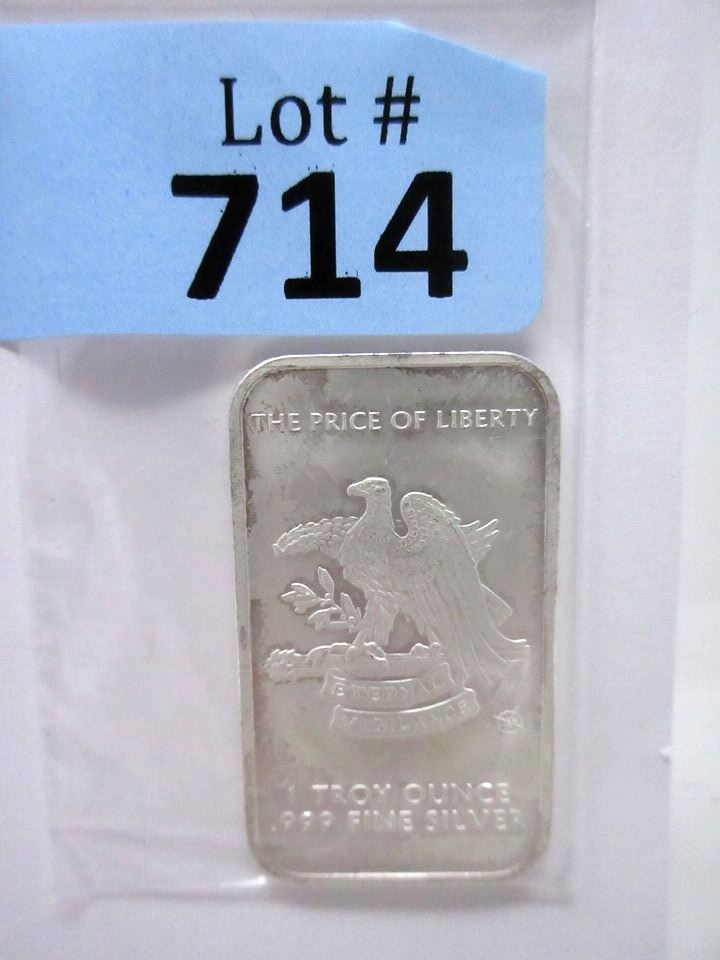 Lot #
714
THE PRICE OF LIBERTY
ETERNAL
VIGILANCE
1 TROY OUNCE
.999 FINE SILVER